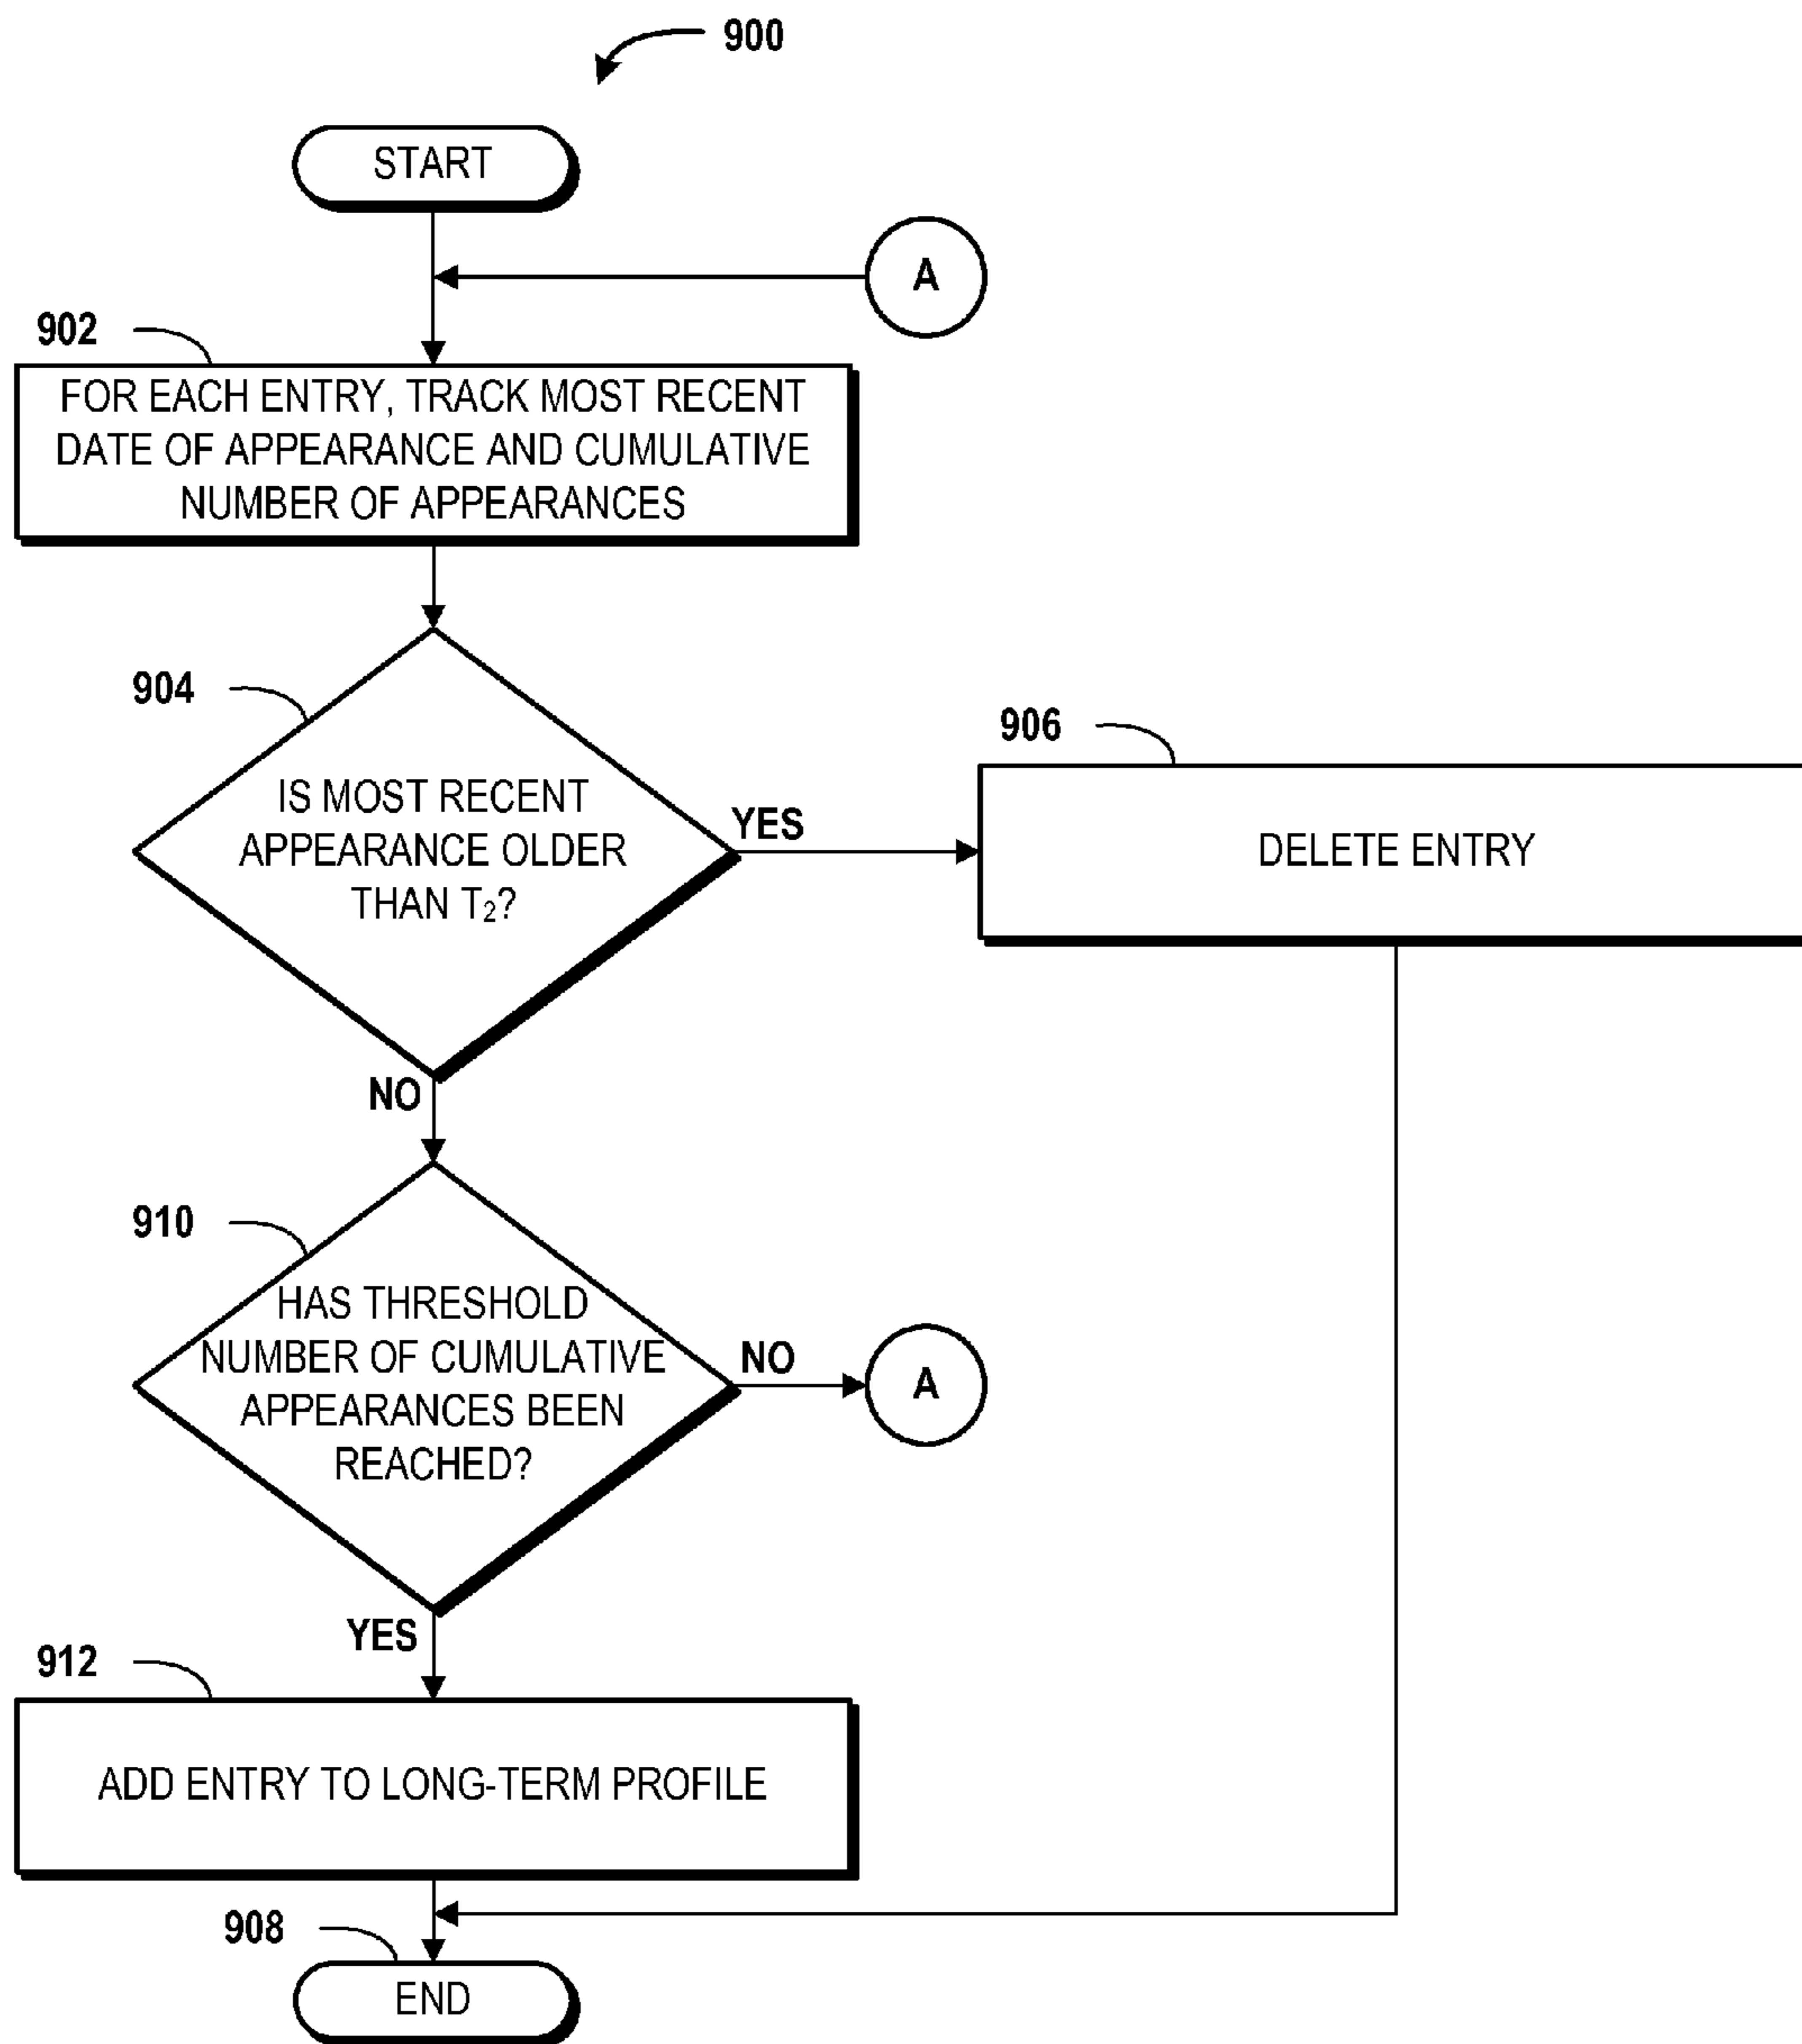 900
START
A
902
FOR EACH ENTRY, TRACK MOST RECENT
DATE OF APPEARANCE AND CUMULATIVE
NUMBER OF APPEARANCES
904
IS MOST RECENT
APPEARANCE OLDER
THAN T₂?
YES
906
DELETE ENTRY
NO
910
HAS THRESHOLD
NUMBER OF CUMULATIVE
APPEARANCES BEEN
REACHED?
NO
A
YES
912
ADD ENTRY TO LONG-TERM PROFILE
908
END